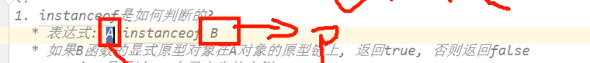 1. instanceof是如何判断的?
* 表达式: A instanceof B
P
* 如果B函数的显式原型对象在A对象的原型链上, 返回true, 否则返回false